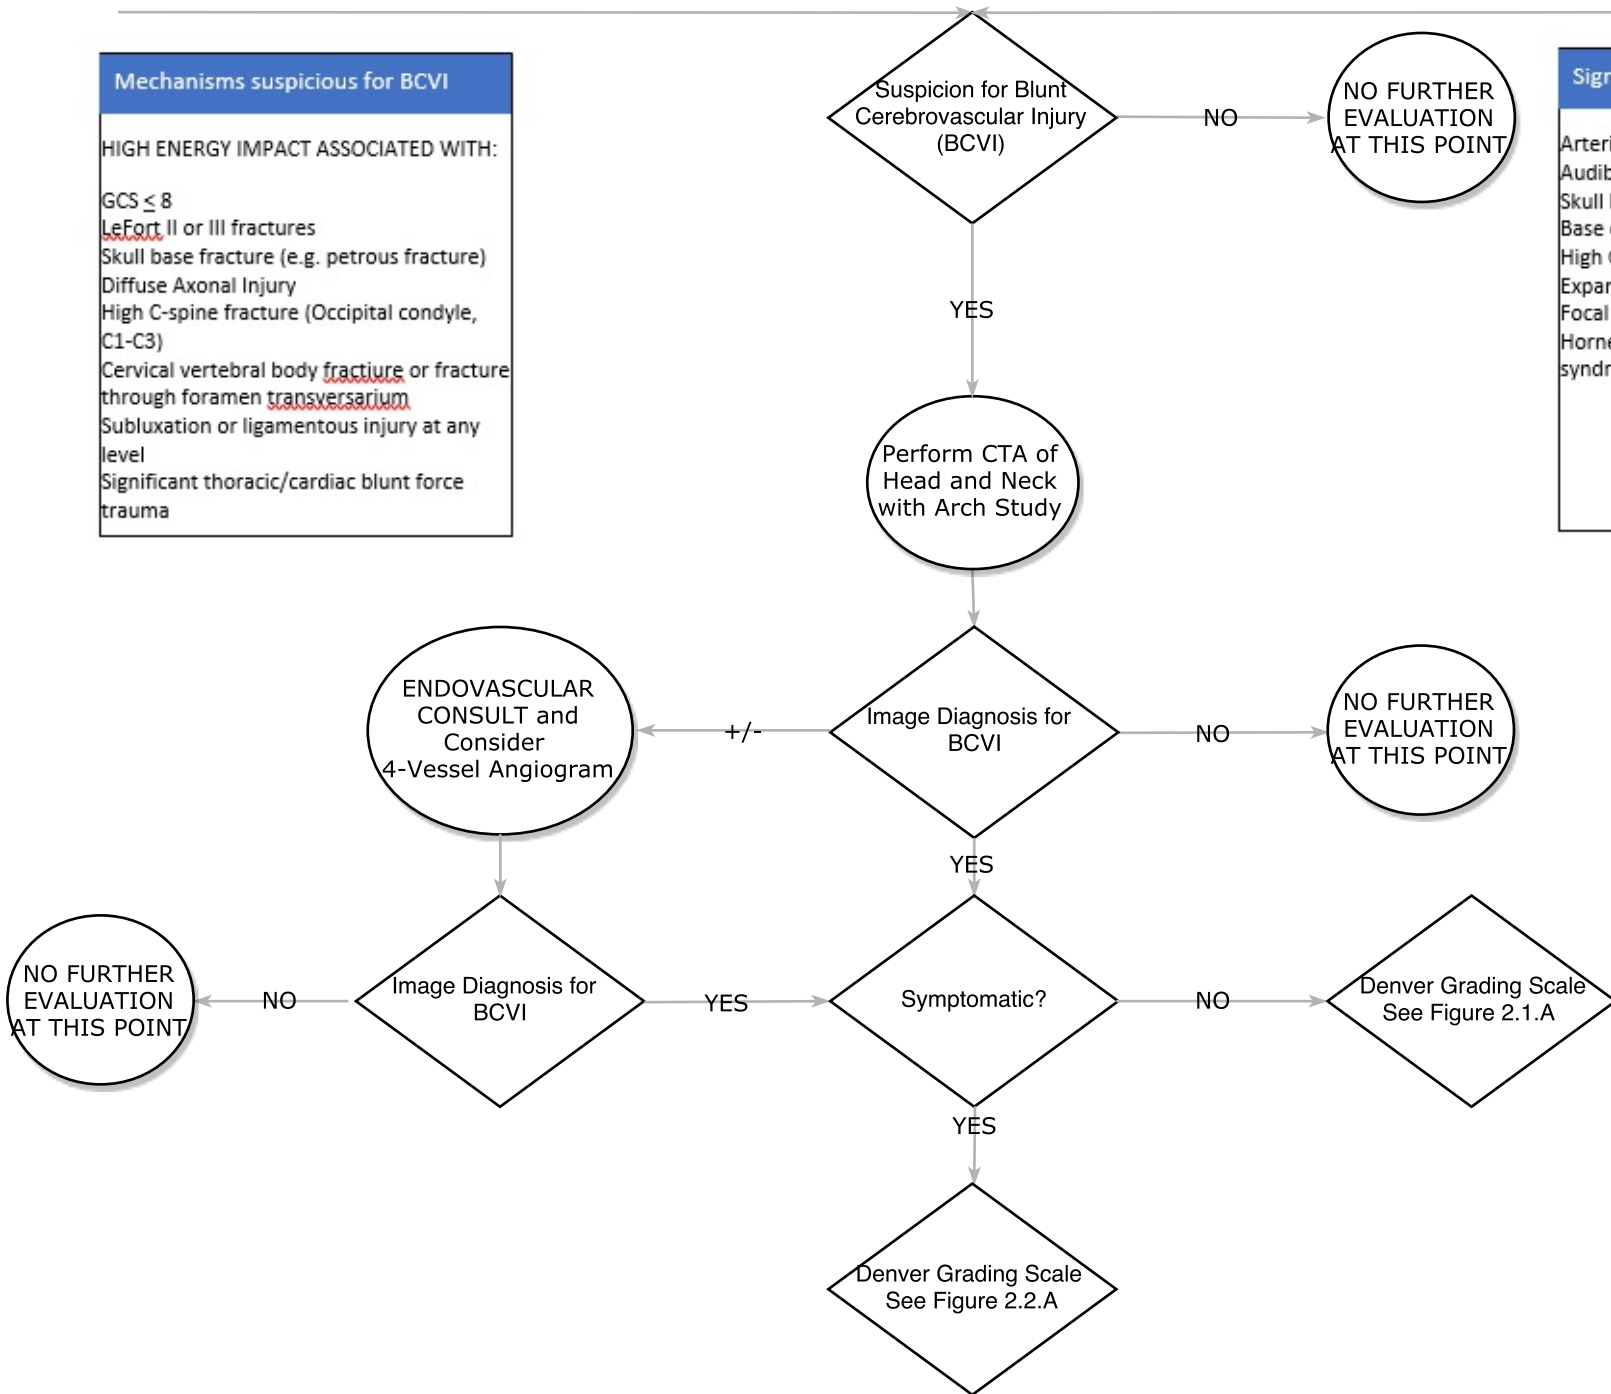 Mechanisms suspicious for BCVI
HIGH ENERGY IMPACT ASSOCIATED WITH:
GCS ≤ 8
LeFort II or III fractures
Skull base fracture (e.g. petrous fracture)
Diffuse Axonal Injury
High C-spine fracture (Occipital condyle,
C1-C3)
Cervical vertebral body fractiure or fracture
through foramen transversarium
Subluxation or ligamentous injury at any
level
Significant thoracic/cardiac blunt force
trauma
Suspicion for Blunt
Cerebrovascular Injury
(BCVI)
NO
NO FURTHER
EVALUATION
AT THIS POINT
Skull
Base
High
Focal
YES
Perform CTA of
Head and Neck
with Arch Study
ENDOVASCULAR
CONSULT and
Consider
4-Vessel Angiogram
+/-
Image Diagnosis for
BCVI
NO
NO FURTHER
EVALUATION
AT THIS POINT
YES
NO FURTHER
EVALUATION
AT THIS POINT
NO
Image Diagnosis for
BCVI
YES
Symptomatic?
NO
Denver Grading Scale
See Figure 2.1.A
YES
Denver Grading Scale
See Figure 2.2.A